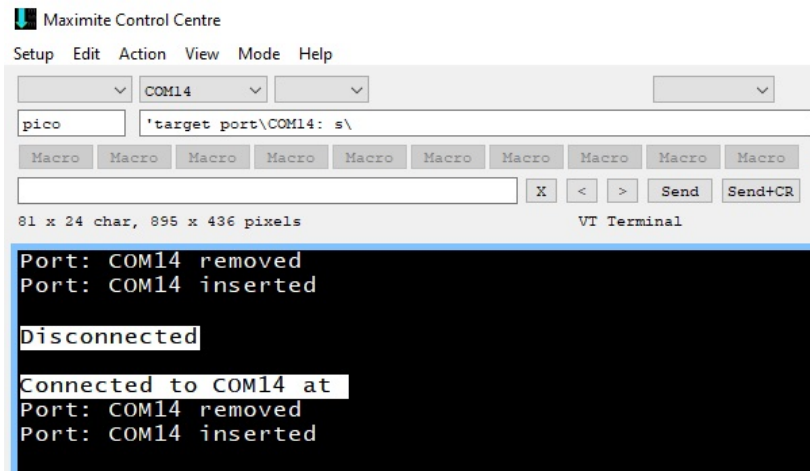 Maximite Control Centre
Setup Edit Action View Mode Help
COM14
pico 'target port\COM14: s\
Macro Macro Macro Macro Macro Macro Macro Macro Macro Macro
X < > Send Send+CR
81 x 24 char, 895 x 436 pixels VT Terminal
Port: COM14 removed
Port: COM14 inserted
Disconnected
Connected to COM14 at
Port: COM14 removed
Port: COM14 inserted